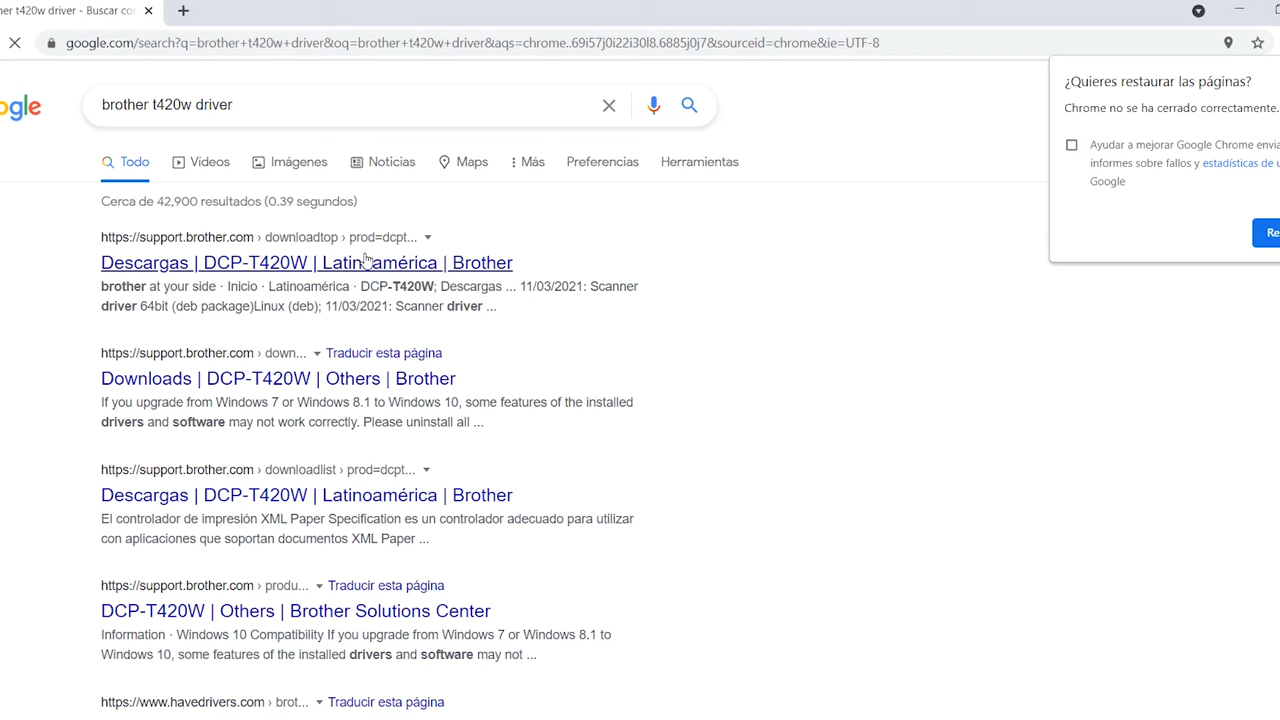 er t420w driver - Buscar co
google.com/search?q=brother+t420w+driver&oq=brother+t420w+driver&aqs=chrome..69i57j0i22i30l8.6885j0j7&sourceid=chrome&ie=UTF-8
¿Quieres restaurar las páginas?
Chrome no se ha cerrado correctamente.
Ayudar a mejorar Google Chrome envia
informes sobre fallos y estadísticas de u
Google
Re
ogle
brother t420w driver
Todo Videos Imágenes Noticias Maps Más Preferencias Herramientas
Cerca de 42,900 resultados (0.39 segundos)
https://support.brother.com › downloadtop › prod=dcpt...
Descargas | DCP-T420W | Latinoamérica | Brother
brother at your side · Inicio · Latinoamérica · DCP-T420W; Descargas ... 11/03/2021: Scanner
driver 64bit (deb package)Linux (deb); 11/03/2021: Scanner driver ...
https://support.brother.com › down... Traducir esta página
Downloads | DCP-T420W | Others | Brother
If you upgrade from Windows 7 or Windows 8.1 to Windows 10, some features of the installed
drivers and software may not work correctly. Please uninstall all ...
https://support.brother.com › downloadlist › prod=dcpt...
Descargas | DCP-T420W | Latinoamérica | Brother
El controlador de impresión XML Paper Specification es un controlador adecuado para utilizar
con aplicaciones que soportan documentos XML Paper ...
https://support.brother.com › produ... Traducir esta página
DCP-T420W | Others | Brother Solutions Center
Information · Windows 10 Compatibility If you upgrade from Windows 7 or Windows 8.1 to
Windows 10, some features of the installed drivers and software may not ...
https://www.havedrivers.com › brot... Traducir esta página